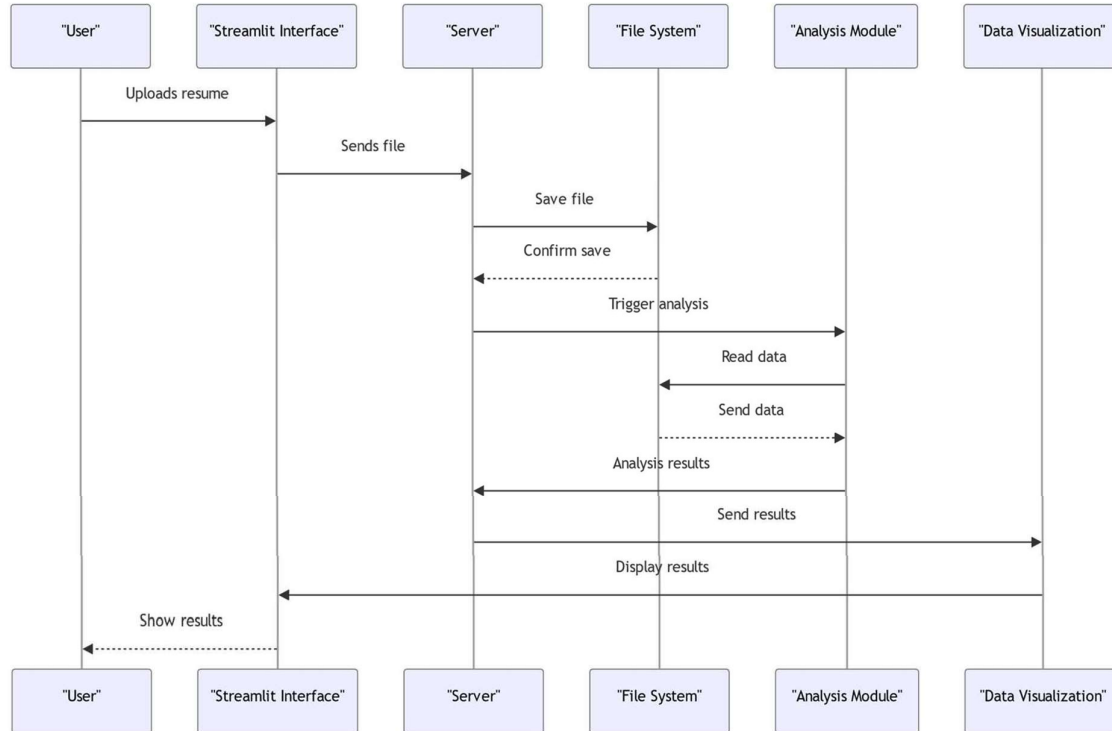 "User"
"Streamlit Interface"
"Server"
"File System"
"Analysis Module"
"Data Visualization"
Uploads resume
Sends file
Save file
Confirm save
Trigger analysis
Read data
Send data
Analysis results
Send results
Display results
Show results
"User"
"Streamlit Interface"
"Server"
"File System"
"Analysis Module"
"Data Visualization"